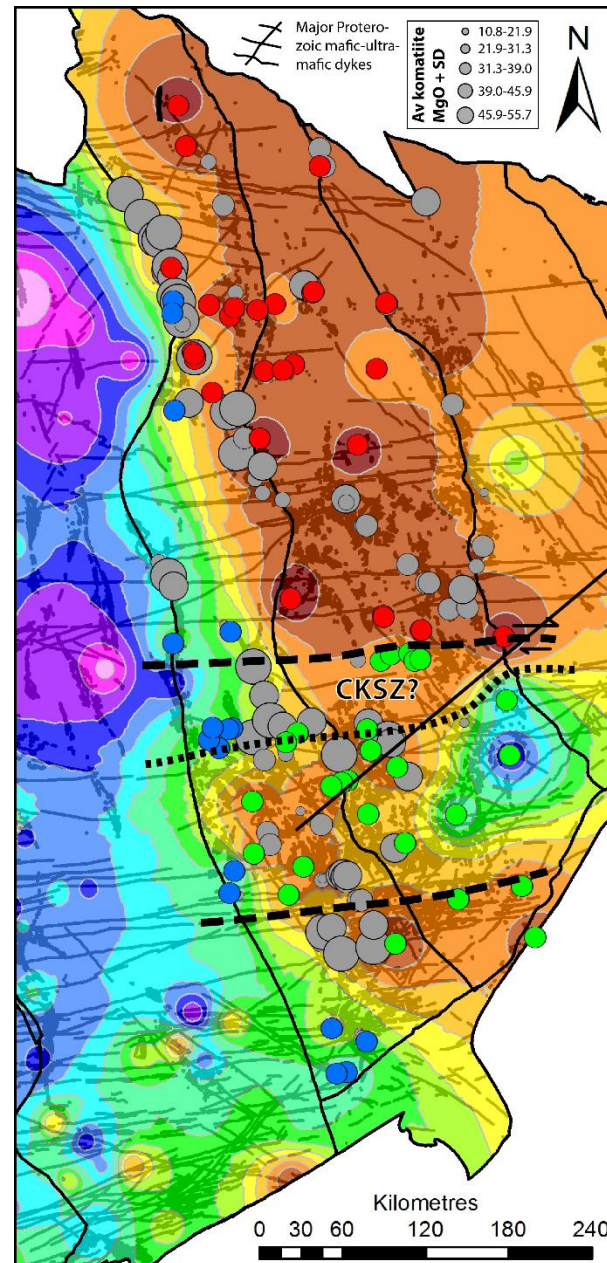 Major Protero-
zoic mafic-ultra-
mafic dykes
Av komatiite
MgO + SD
10.8-21.9
21.9-31.3
31.3-39.0
39.0-45.9
45.9-55.7
N
CKSZ?
Kilometres
0 30 60 120 180 240